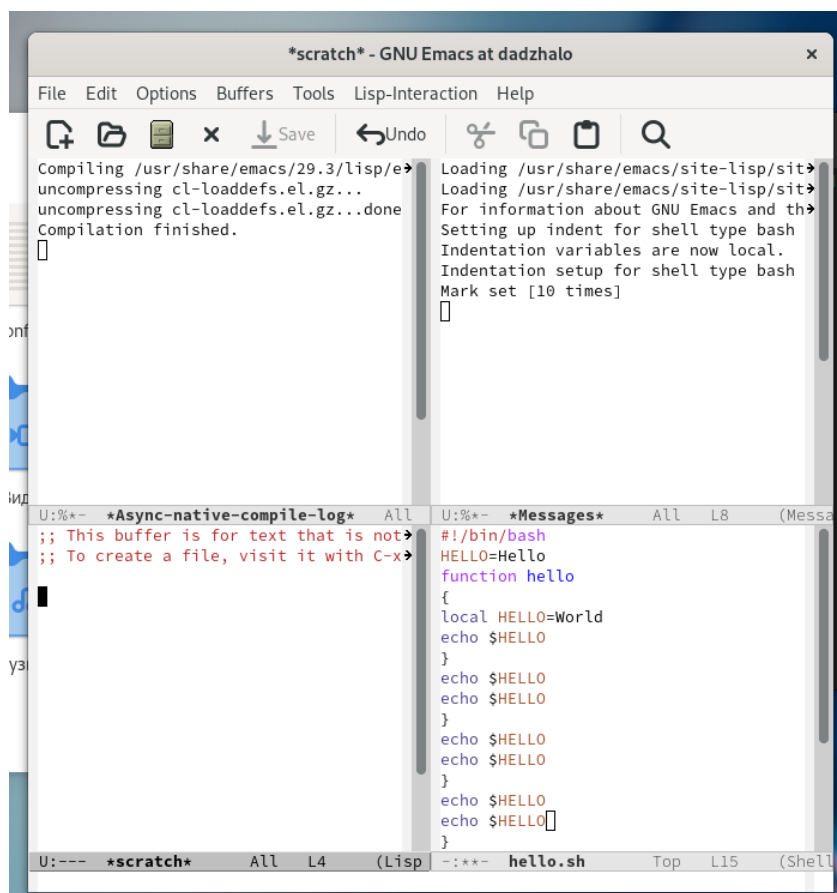 *scratch* - GNU Emacs at dadzhalo
File Edit Options Buffers Tools Lisp-Interaction Help
Save Undo
Compiling /usr/share/emacs/29.3/lisp/e
uncompressing cl-loaddefs.el.gz...
uncompressing cl-loaddefs.el.gz...done
Compilation finished.
U:%*- *Async-native-compile-log* All
Loading /usr/share/emacs/site-lisp/sit
Loading /usr/share/emacs/site-lisp/sit
For information about GNU Emacs and th
Setting up indent for shell type bash
Indentation variables are now local.
Indentation setup for shell type bash
Mark set [10 times]
U:%*- *Messages* All L8 (Messa
;; This buffer is for text that is not
;; To create a file, visit it with C-x
U:--- *scratch* All L4 (Lisp
#!/bin/bash
HELLO=Hello
function hello
{
local HELLO=World
echo $HELLO
}
echo $HELLO
echo $HELLO
}
echo $HELLO
echo $HELLO
}
echo $HELLO
echo $HELLO
}
-:**- hello.sh Top L15 (Shell